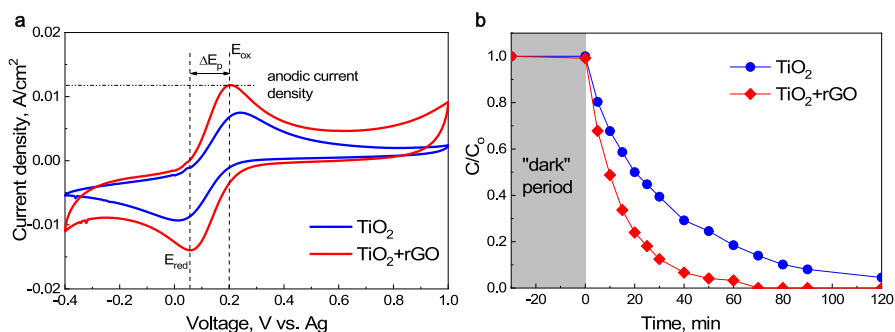 a
0.02
0.01
0.00
-0.01
-0.02
Current density, A/cm²
ΔEₚ
Eₒₓ
anodic current
density
E_red
TiO₂
TiO₂+rGO
-0.4 -0.2 0.0 0.2 0.4 0.6 0.8 1.0
Voltage, V vs. Ag
b
1.0
0.8
0.6
0.4
0.2
0.0
C/Cₒ
"dark"
period
TiO₂
TiO₂+rGO
-20 0 20 40 60 80 100 120
Time, min